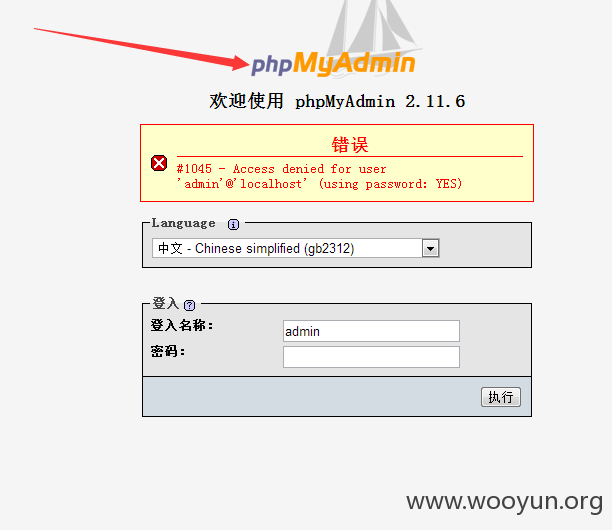 phpMyAdmin
欢迎使用 phpMyAdmin 2.11.6
错误
#1045 - Access denied for user
'admin'@'localhost' (using password: YES)
Language
中文 - Chinese simplified (gb2312)
登入
登入名称： admin
密码：
执行
www.wooyun.org